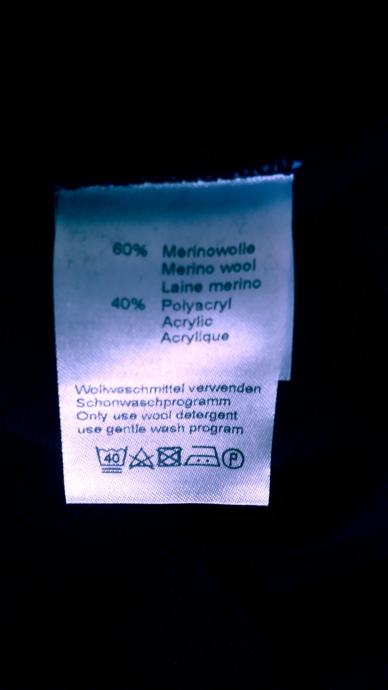 60% Merinowolle
Merino wool
Laine merino
40% Polyacryl
Acrylic
Acrylique
Wollwaschmittel verwenden
Schonwaschprogramm
Only use wool detergent
use gentle wash program
40 P